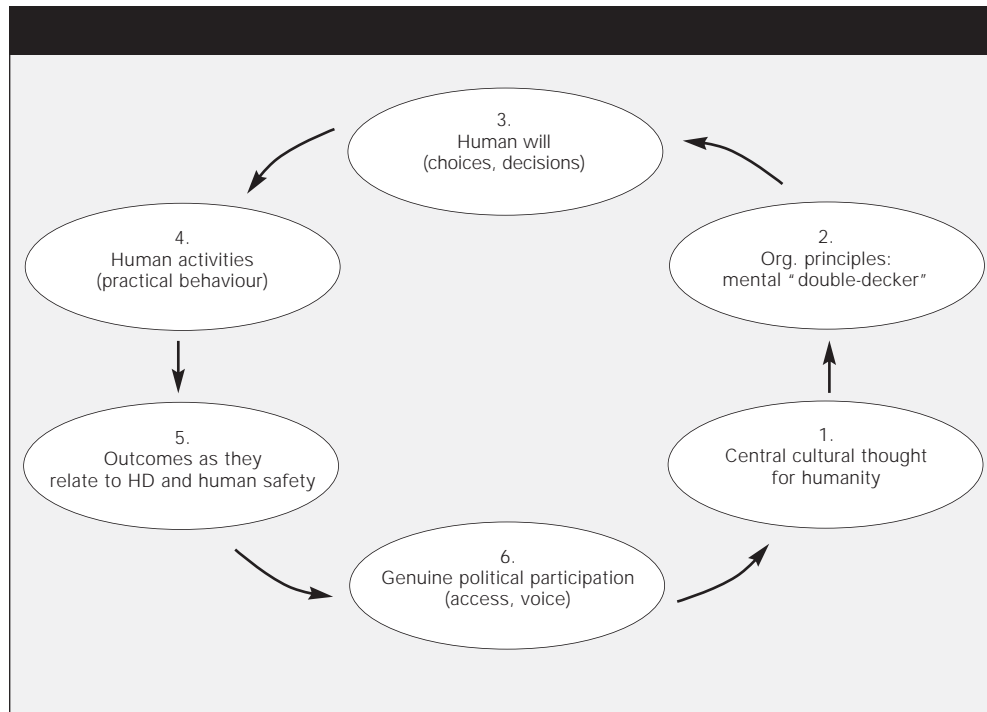 3.
Human will
(choices, decisions)
4.
Human activities
(practical behaviour)
2.
Org. principles:
mental “double-decker”
5.
Outcomes as they
relate to HD and human safety
1.
Central cultural thought
for humanity
6.
Genuine political participation
(access, voice)